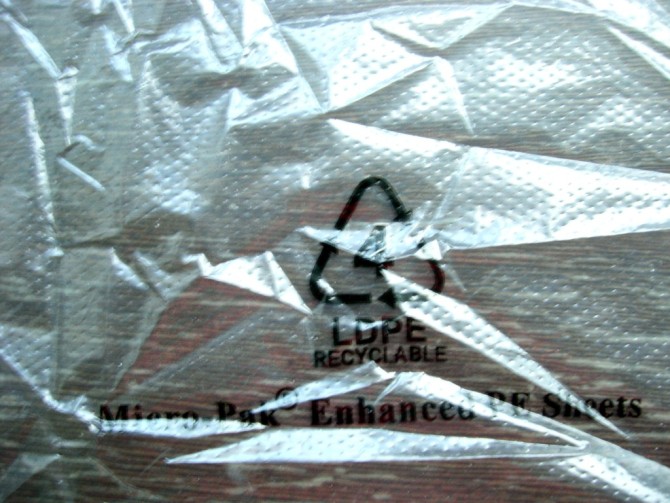 4
LDPE
RECYCLABLE
Micro-Pak© Enhanced PE Sheets